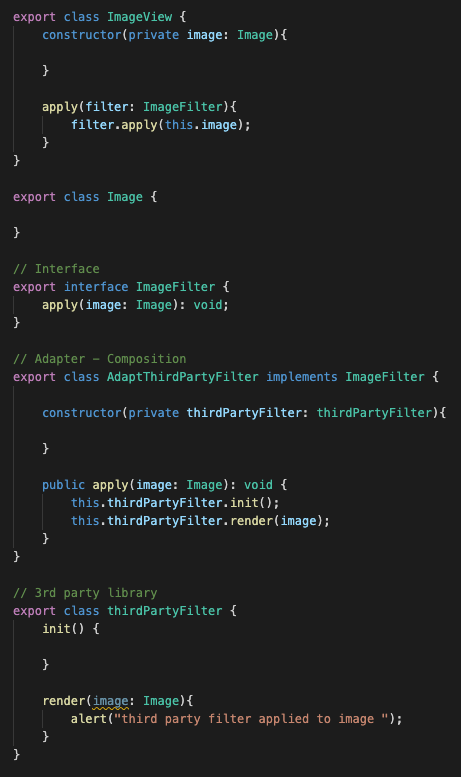 export class ImageView {
constructor(private image: Image){
}
apply(filter: ImageFilter){
filter.apply(this.image);
}
}
export class Image {
}
// Interface
export interface ImageFilter {
apply(image: Image): void;
}
// Adapter – Composition
export class AdaptThirdPartyFilter implements ImageFilter {
constructor(private thirdPartyFilter: thirdPartyFilter){
}
public apply(image: Image): void {
this.thirdPartyFilter.init();
this.thirdPartyFilter.render(image);
}
}
// 3rd party library
export class thirdPartyFilter {
init() {
}
render(image: Image){
alert("third party filter applied to image ");
}
}